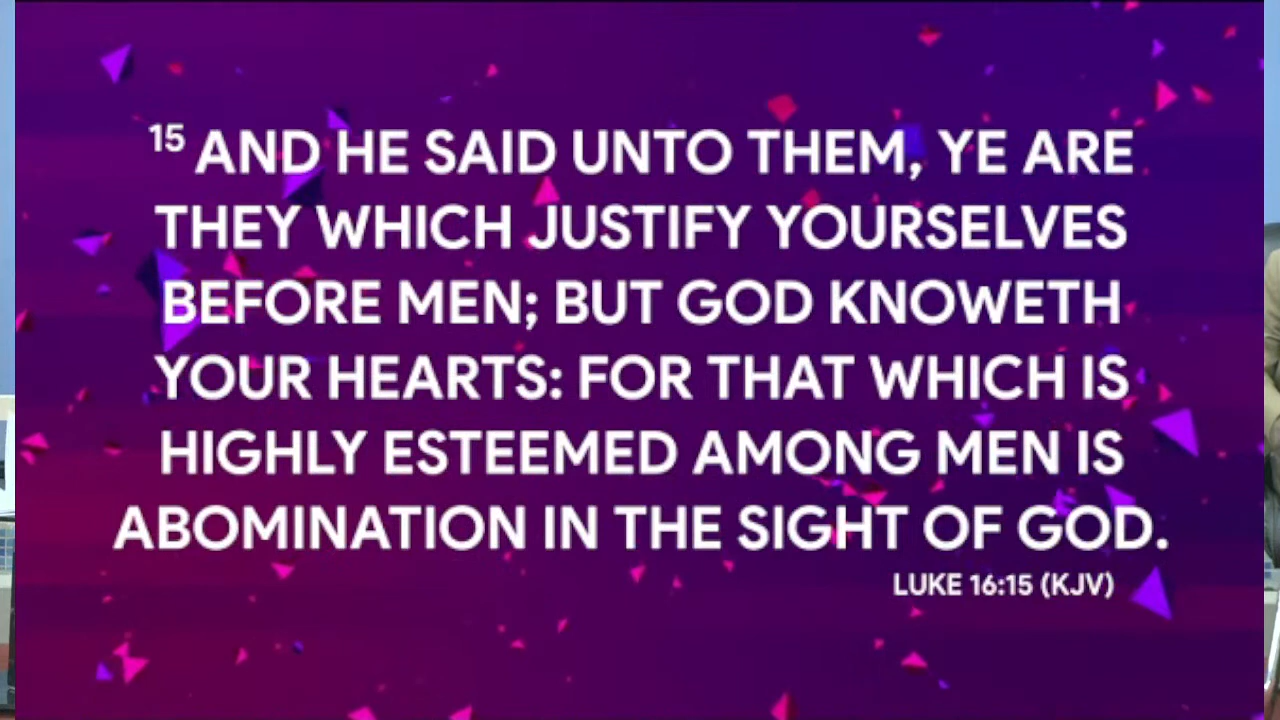 15 AND HE SAID UNTO THEM, YE ARE
THEY WHICH JUSTIFY YOURSELVES
BEFORE MEN; BUT GOD KNOWETH
YOUR HEARTS: FOR THAT WHICH IS
HIGHLY ESTEEMED AMONG MEN IS
ABOMINATION IN THE SIGHT OF GOD.
LUKE 16:15 (KJV)